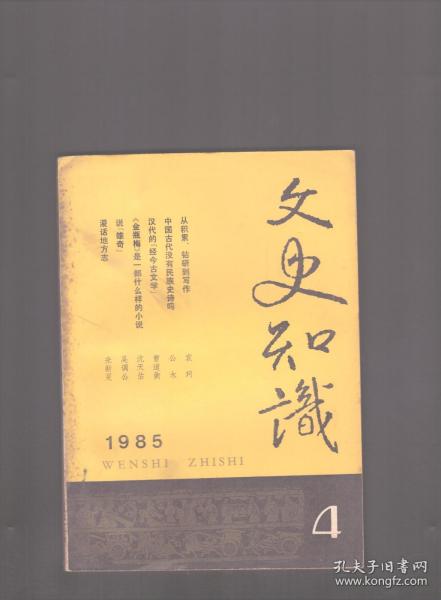 文史知識
从积累、钻研到写作
中国古代没有民族史诗吗
汉代的“经今古文学”
《金瓶梅》是一部什么样的小说
说“雄奇”
漫话地方志
袁珂
公木
曹道衡
沈天佑
吴调公
来新夏
1985
WENSHI ZHISHI
4
孔夫子旧书网
www.kongfz.com